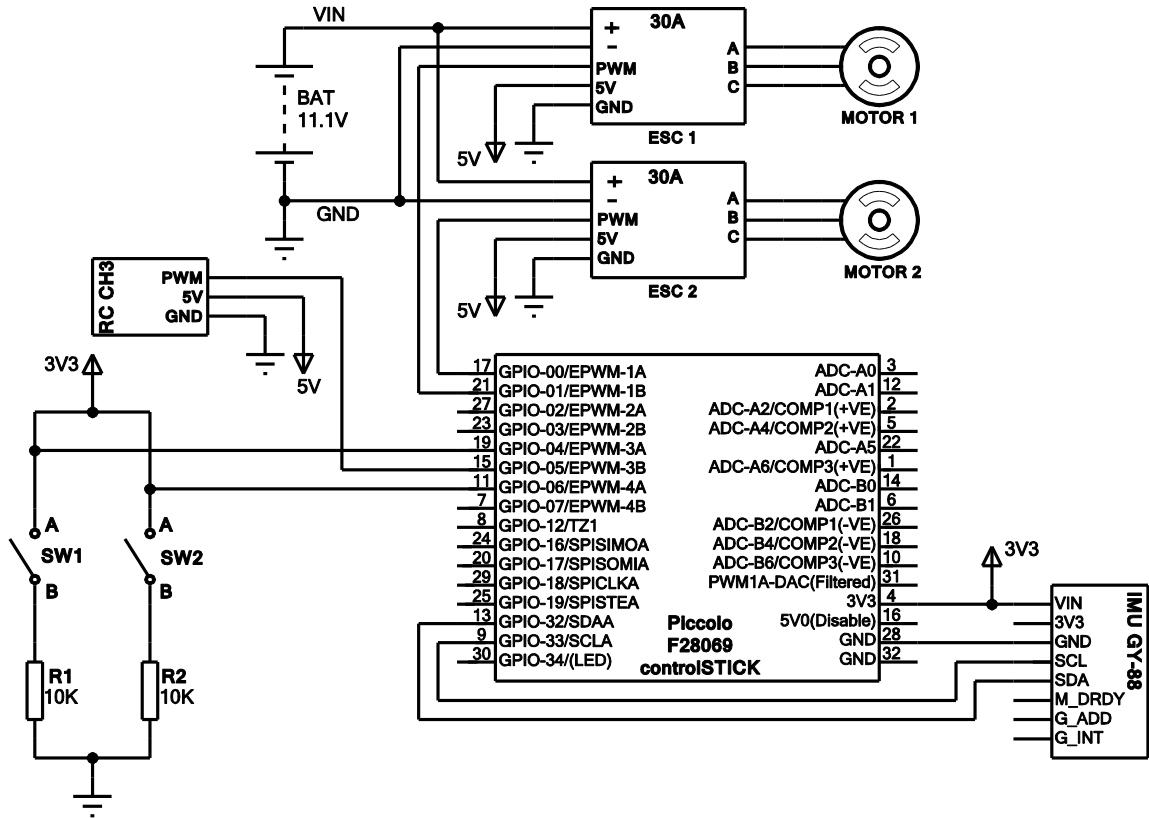 VIN
BAT
11.1V
GND
30A
+
-
PWM
5V
GND
A
B
C
ESC 1
5V
MOTOR 1
30A
+
-
PWM
5V
GND
A
B
C
ESC 2
5V
MOTOR 2
RC CH3
PWM
5V
GND
5V
3V3
A
SW1
B
A
SW2
B
R1
10K
R2
10K
17 GPIO-00/EPWM-1A
21 GPIO-01/EPWM-1B
27 GPIO-02/EPWM-2A
23 GPIO-03/EPWM-2B
19 GPIO-04/EPWM-3A
15 GPIO-05/EPWM-3B
11 GPIO-06/EPWM-4A
7 GPIO-07/EPWM-4B
8 GPIO-12/TZ1
24 GPIO-16/SPISIMOA
20 GPIO-17/SPISOMIA
29 GPIO-18/SPICLKA
25 GPIO-19/SPISTEA
13 GPIO-32/SDAA
9 GPIO-33/SCLA
30 GPIO-34/(LED)
Piccolo
F28069
controlSTICK
ADC-A0 3
ADC-A1 12
ADC-A2/COMP1(+VE) 2
ADC-A4/COMP2(+VE) 5
ADC-A5 22
ADC-A6/COMP3(+VE) 1
ADC-B0 14
ADC-B1 6
ADC-B2/COMP1(-VE) 26
ADC-B4/COMP2(-VE) 18
ADC-B6/COMP3(-VE) 10
PWM1A-DAC(Filtered) 31
3V3 4
5V0(Disable) 16
GND 28
GND 32
3V3
VIN
3V3
GND
SCL
SDA
M_DRDY
G_ADD
G_INT
IMU GY-88